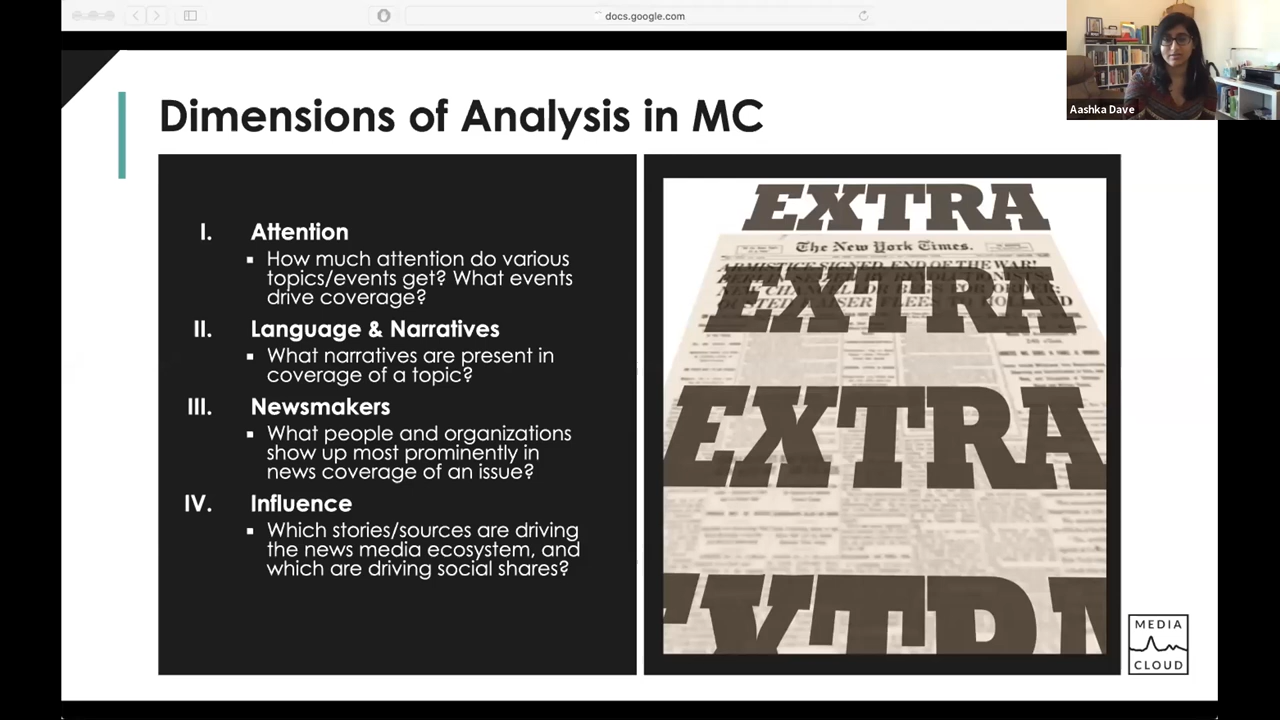 docs.google.com
Aashka Dave
Dimensions of Analysis in MC
I. Attention
▪ How much attention do various
topics/events get? What events
drive coverage?
II. Language & Narratives
▪ What narratives are present in
coverage of a topic?
III. Newsmakers
▪ What people and organizations
show up most prominently in
news coverage of an issue?
IV. Influence
▪ Which stories/sources are driving
the news media ecosystem, and
which are driving social shares?
EXTRA
The New York Times.
ARMISTICE SIGNED, END OF THE WAR!
EXTRA
EXTRA
EXTRA
MEDIA
CLOUD